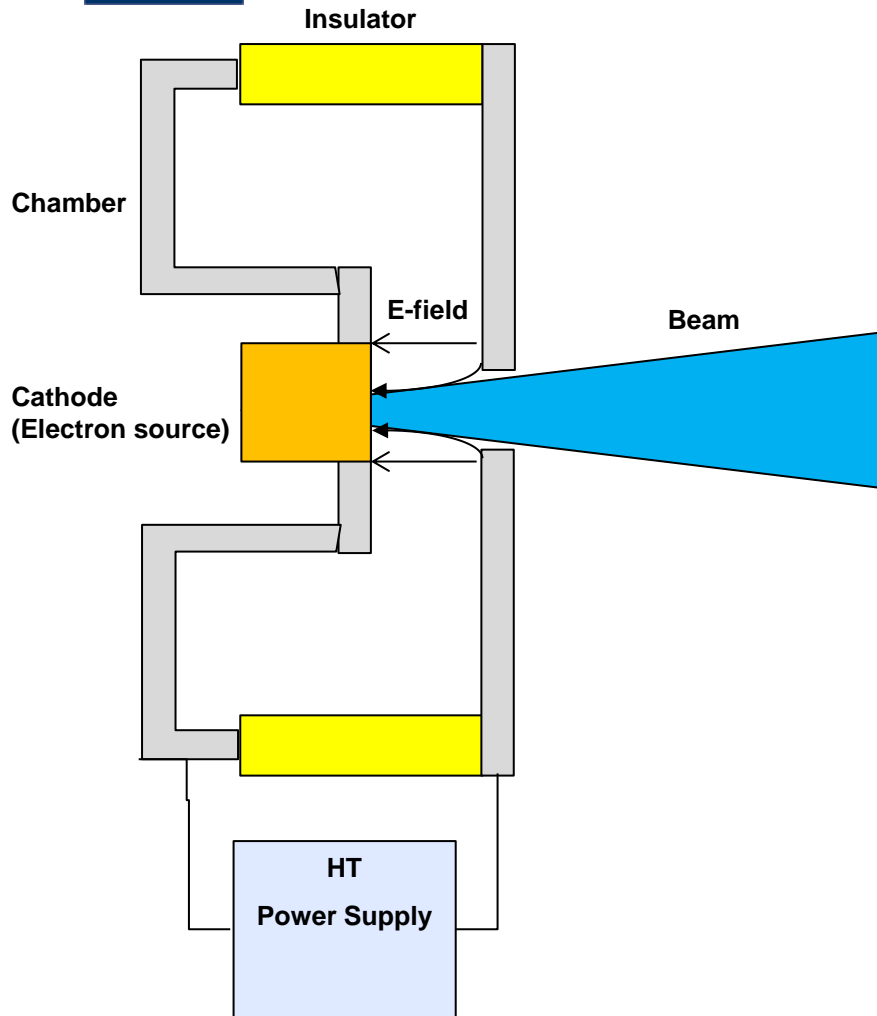 Insulator
Chamber
E-field
Beam
Cathode
(Electron source)
HT
Power Supply